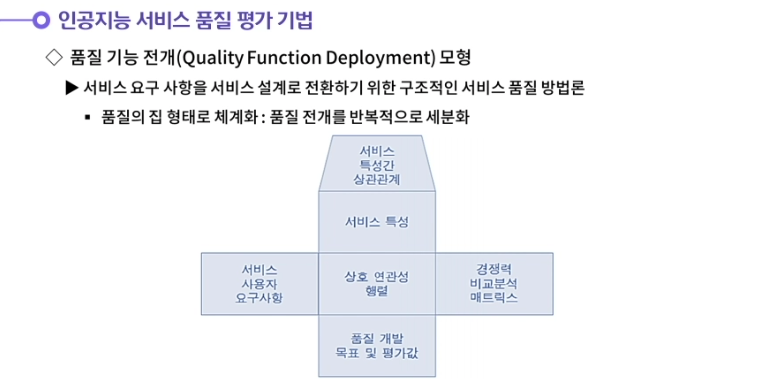 인공지능 서비스 품질 평가 기법
◇ 품질 기능 전개(Quality Function Deployment) 모형
▶ 서비스 요구 사항을 서비스 설계로 전환하기 위한 구조적인 서비스 품질 방법론
▪ 품질의 집 형태로 체계화 : 품질 전개를 반복적으로 세분화
서비스
특성간
상관관계
서비스 특성
서비스
사용자
요구사항
상호 연관성
행렬
경쟁력
비교분석
매트릭스
품질 개발
목표 및 평가값